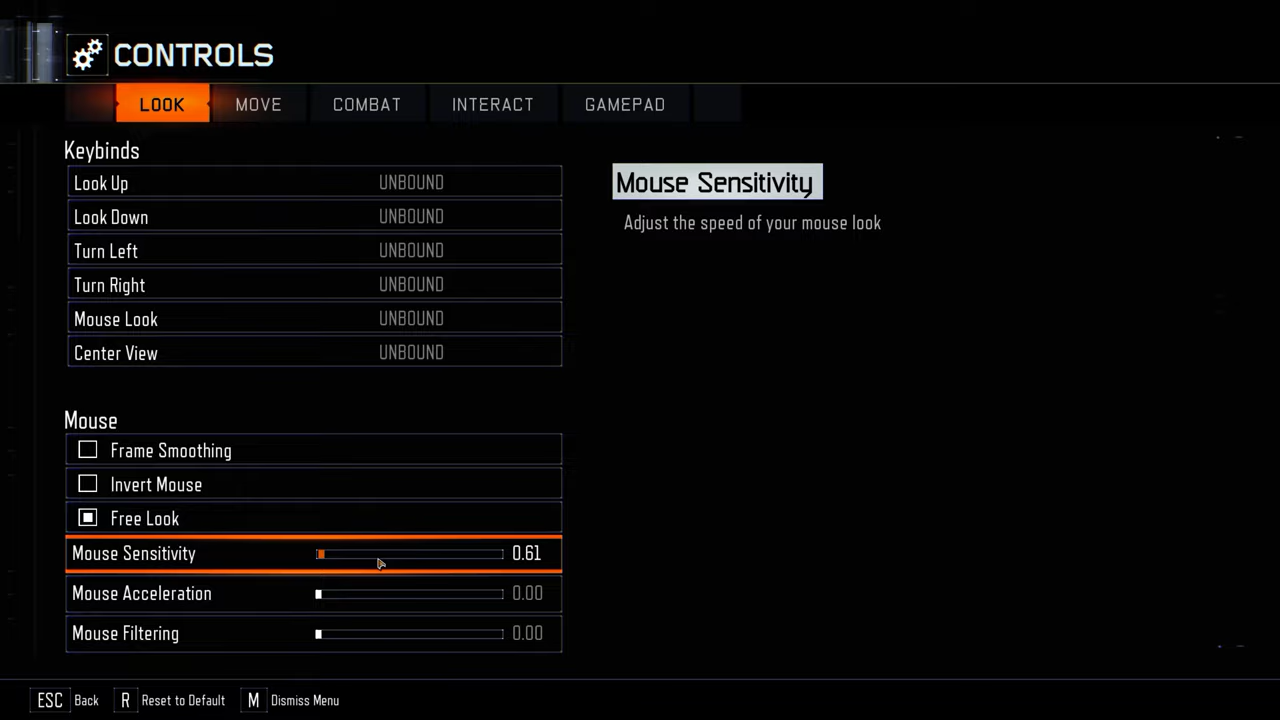 CONTROLS
LOOK MOVE COMBAT INTERACT GAMEPAD
Keybinds
Look Up UNBOUND
Look Down UNBOUND
Turn Left UNBOUND
Turn Right UNBOUND
Mouse Look UNBOUND
Center View UNBOUND
Mouse
Frame Smoothing
Invert Mouse
Free Look
Mouse Sensitivity 0.61
Mouse Acceleration 0.00
Mouse Filtering 0.00
Mouse Sensitivity
Adjust the speed of your mouse look
ESC Back R Reset to Default M Dismiss Menu